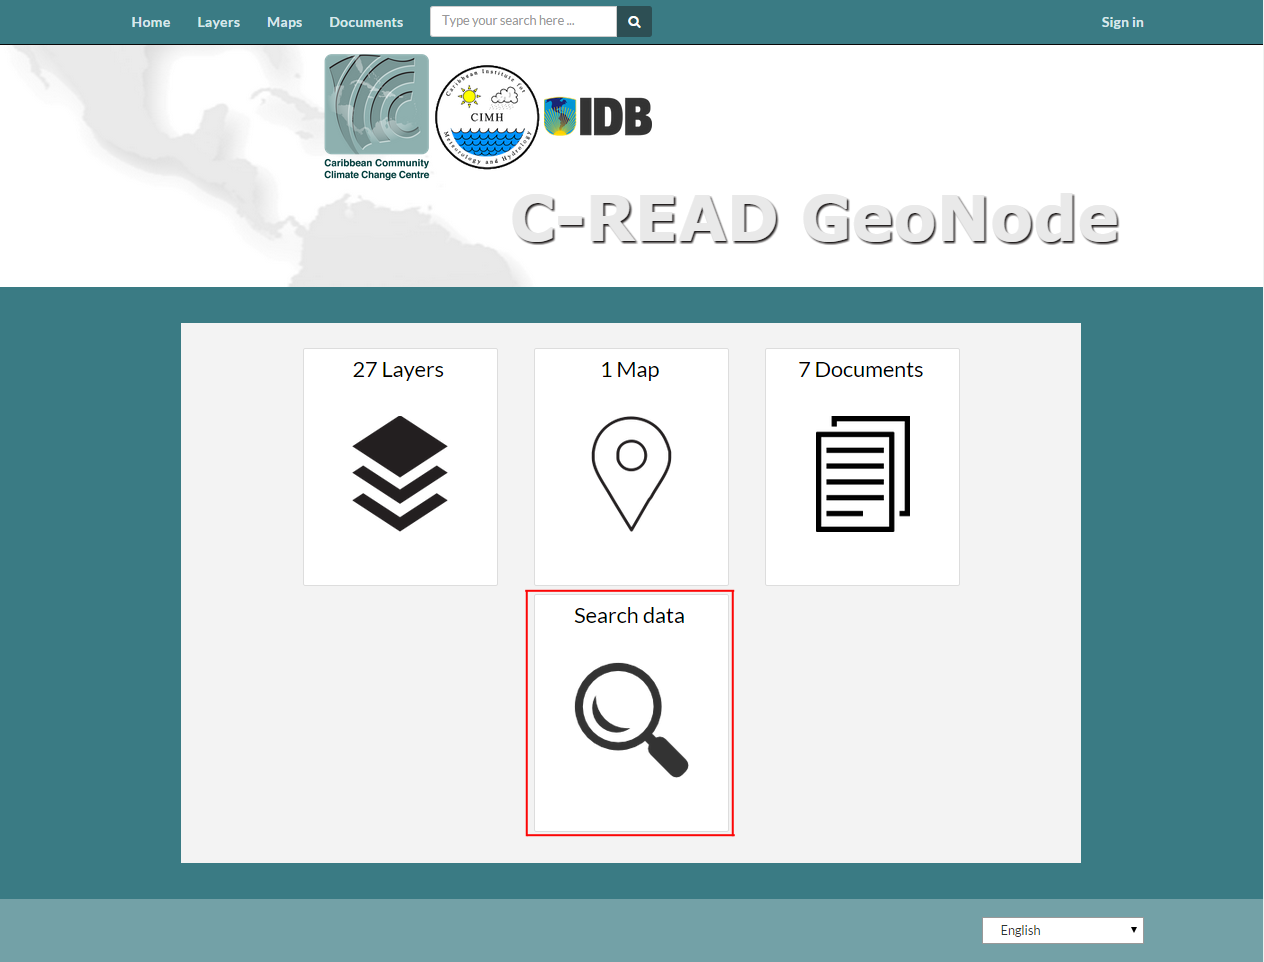 Home Layers Maps Documents Type your search here ... Sign in
Caribbean Institute for
CIMH
Meteorology and Hydrology
IDB
Caribbean Community
Climate Change Centre
C-READ GeoNode
27 Layers
1 Map
7 Documents
Search data
English